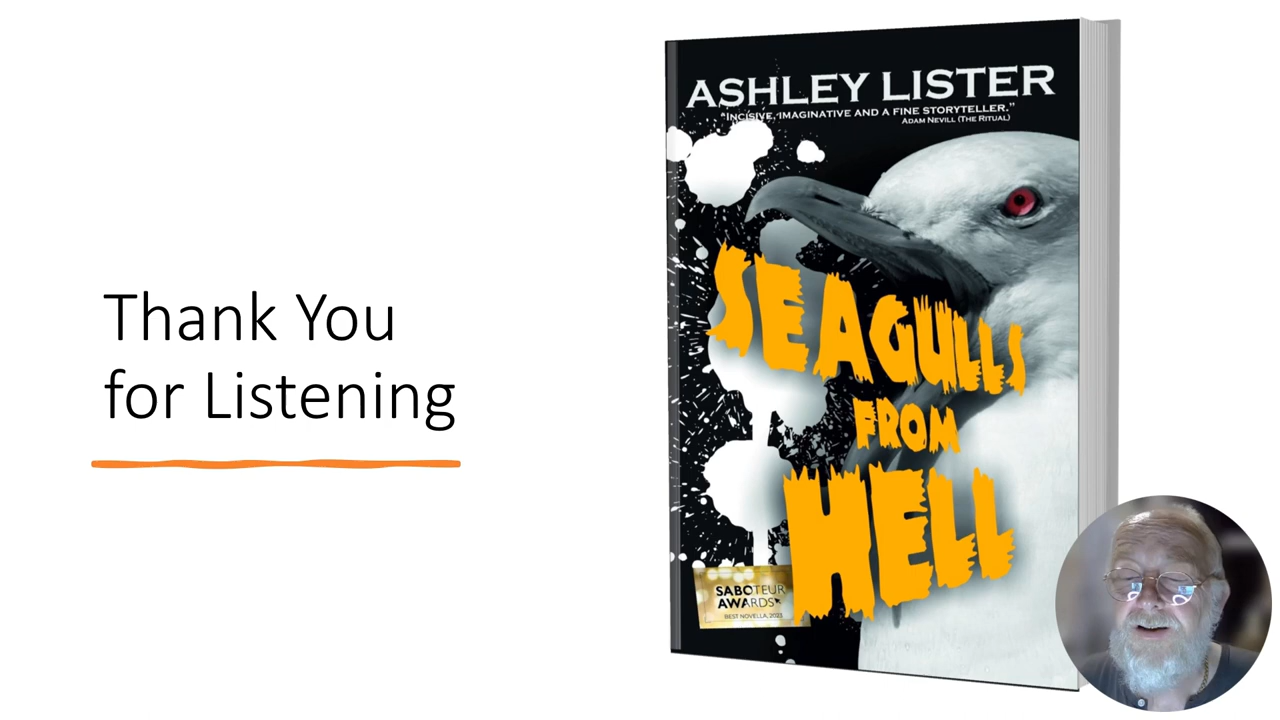 Thank You
for Listening
ASHLEY LISTER
“INCISIVE, IMAGINATIVE AND A FINE STORYTELLER.”
ADAM NEVILL (THE RITUAL)
SEAGULLS
FROM
HELL
SABOTEUR
AWARDS
BEST NOVELLA, 2023